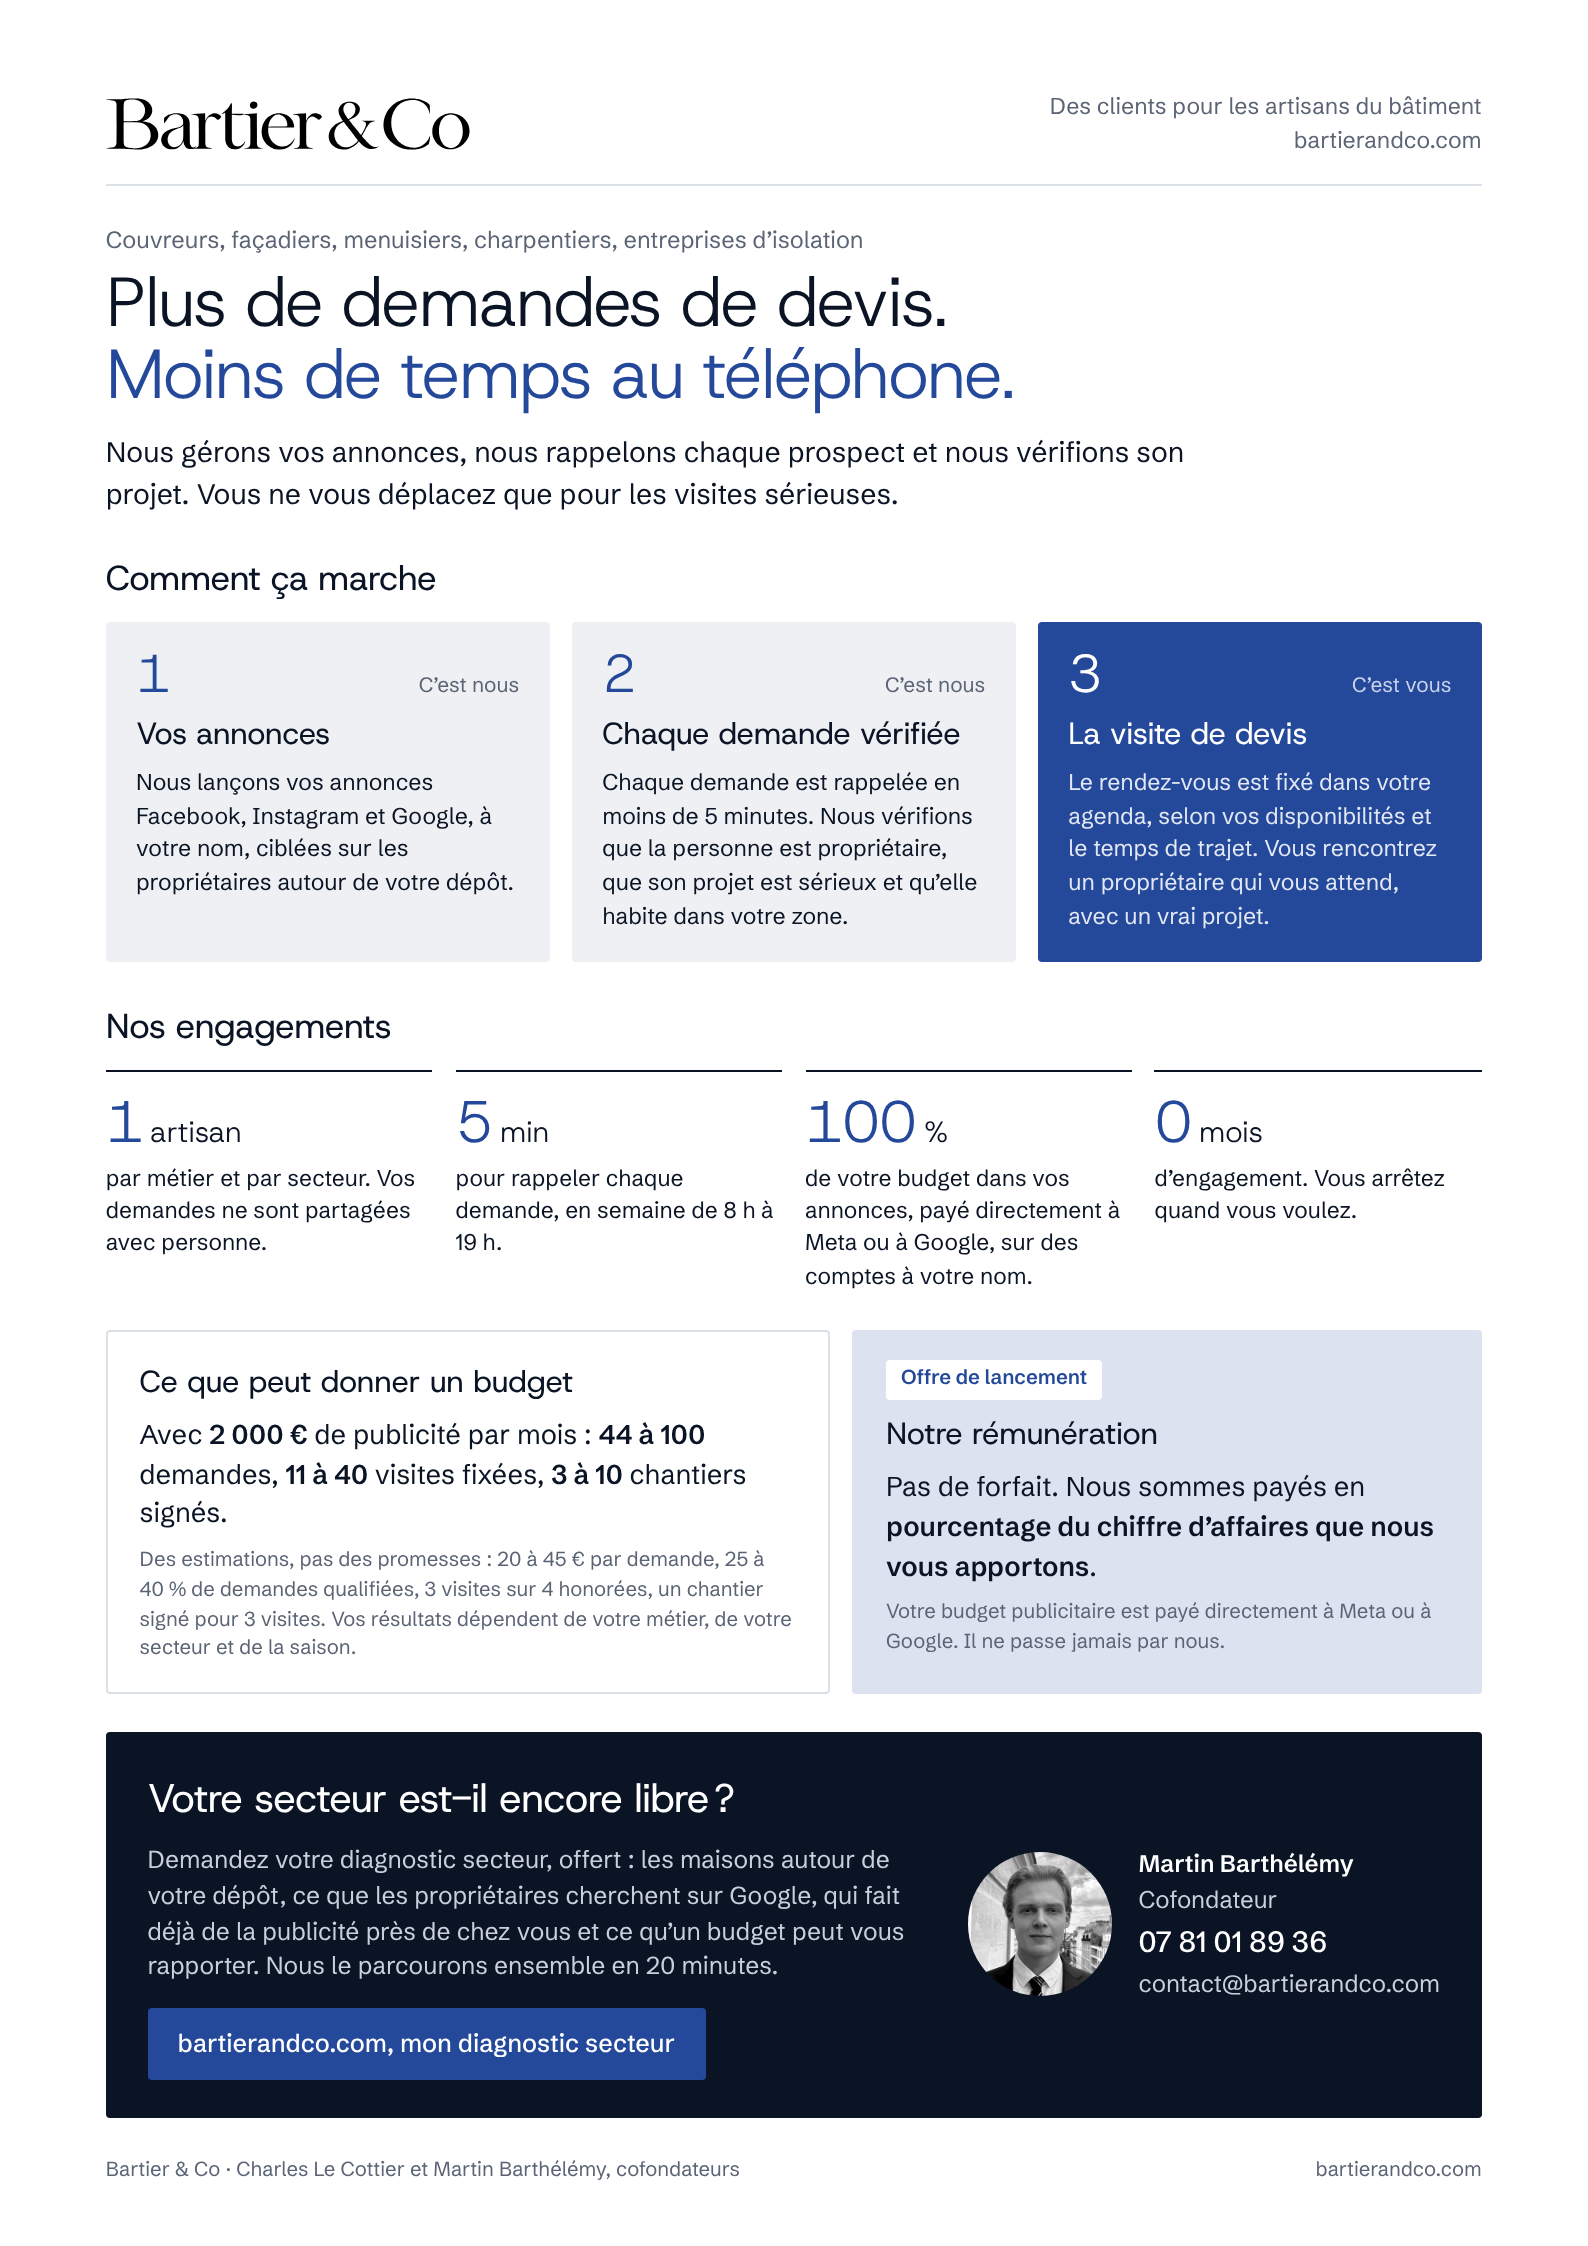 Bartier & Co
Des clients pour les artisans du bâtiment
bartierandco.com
Couvreurs, façadiers, menuisiers, charpentiers, entreprises d’isolation
Plus de demandes de devis.
Moins de temps au téléphone.
Nous gérons vos annonces, nous rappelons chaque prospect et nous vérifions son
projet. Vous ne vous déplacez que pour les visites sérieuses.
Comment ça marche
1
C’est nous
Vos annonces
Nous lançons vos annonces
Facebook, Instagram et Google, à
votre nom, ciblées sur les
propriétaires autour de votre dépôt.
2
C’est nous
Chaque demande vérifiée
Chaque demande est rappelée en
moins de 5 minutes. Nous vérifions
que la personne est propriétaire,
que son projet est sérieux et qu’elle
habite dans votre zone.
3
C’est vous
La visite de devis
Le rendez-vous est fixé dans votre
agenda, selon vos disponibilités et
le temps de trajet. Vous rencontrez
un propriétaire qui vous attend,
avec un vrai projet.
Nos engagements
1 artisan
par métier et par secteur. Vos
demandes ne sont partagées
avec personne.
5 min
pour rappeler chaque
demande, en semaine de 8 h à
19 h.
100 %
de votre budget dans vos
annonces, payé directement à
Meta ou à Google, sur des
comptes à votre nom.
0 mois
d’engagement. Vous arrêtez
quand vous voulez.
Ce que peut donner un budget
Avec 2 000 € de publicité par mois : 44 à 100
demandes, 11 à 40 visites fixées, 3 à 10 chantiers
signés.
Des estimations, pas des promesses : 20 à 45 € par demande, 25 à
40 % de demandes qualifiées, 3 visites sur 4 honorées, un chantier
signé pour 3 visites. Vos résultats dépendent de votre métier, de votre
secteur et de la saison.
Offre de lancement
Notre rémunération
Pas de forfait. Nous sommes payés en
pourcentage du chiffre d’affaires que nous
vous apportons.
Votre budget publicitaire est payé directement à Meta ou à
Google. Il ne passe jamais par nous.
Votre secteur est-il encore libre ?
Demandez votre diagnostic secteur, offert : les maisons autour de
votre dépôt, ce que les propriétaires cherchent sur Google, qui fait
déjà de la publicité près de chez vous et ce qu’un budget peut vous
rapporter. Nous le parcourons ensemble en 20 minutes.
bartierandco.com, mon diagnostic secteur
Martin Barthélémy
Cofondateur
07 81 01 89 36
contact@bartierandco.com
Bartier & Co · Charles Le Cottier et Martin Barthélémy, cofondateurs
bartierandco.com